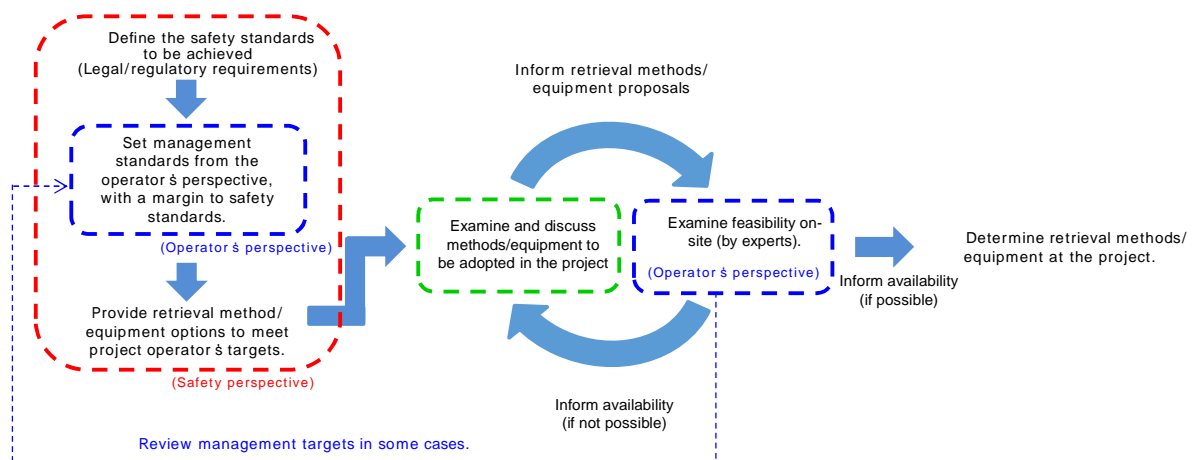 Define the safety standards
to be achieved
(Legal/regulatory requirements)
Set management
standards from the
operator ṡ perspective,
with a margin to safety
standards.
(Operator ṡ perspective)
Provide retrieval method/
equipment options to meet
project operator ṡ targets.
(Safety perspective)
Inform retrieval methods/
equipment proposals
Examine and discuss
methods/equipment to
be adopted in the project
Examine feasibility on-
site (by experts).
(Operator ṡ perspective)
Inform availability
(if not possible)
Inform availability
(if possible)
Determine retrieval methods/
equipment at the project.
Review management targets in some cases.